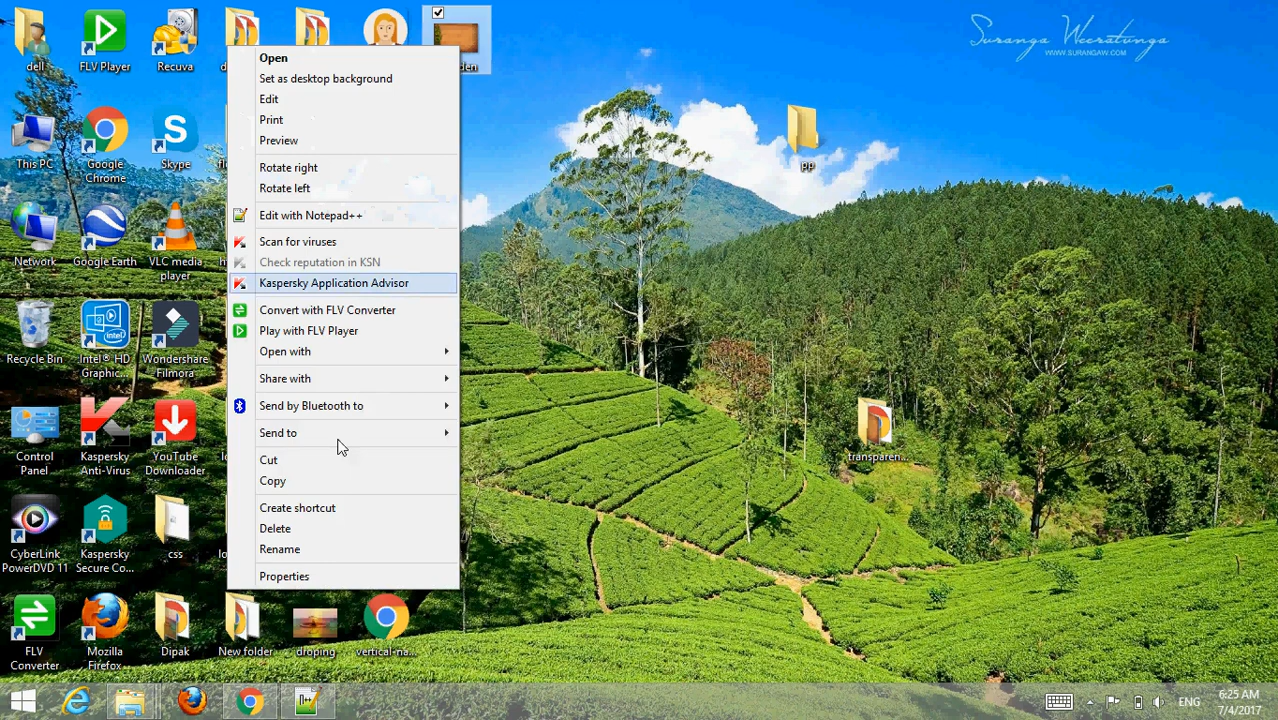 Suranga Weeratunga
WWW.SURANGAW.COM
dell
FLV Player
Recuva
Open
Set as desktop background
Edit
Print
Preview
Rotate right
Rotate left
Edit with Notepad++
Scan for viruses
Check reputation in KSN
Kaspersky Application Advisor
Convert with FLV Converter
Play with FLV Player
Open with
Share with
Send by Bluetooth to
Send to
Cut
Copy
Create shortcut
Delete
Rename
Properties
This PC
Google
Chrome
Skype
S
Network
Google Earth
VLC media
player
Recycle Bin
intel
Intel® HD
Graphic...
Wondershare
Filmora
Control
Panel
Kaspersky
Anti-Virus
YouTube
Downloader
CyberLink
PowerDVD 11
Kaspersky
Secure Co...
css
FLV
Converter
Mozilla
Firefox
Dipak
New folder
droping
vertical-na...
pp
transparen...
ENG
6:25 AM
7/4/2017